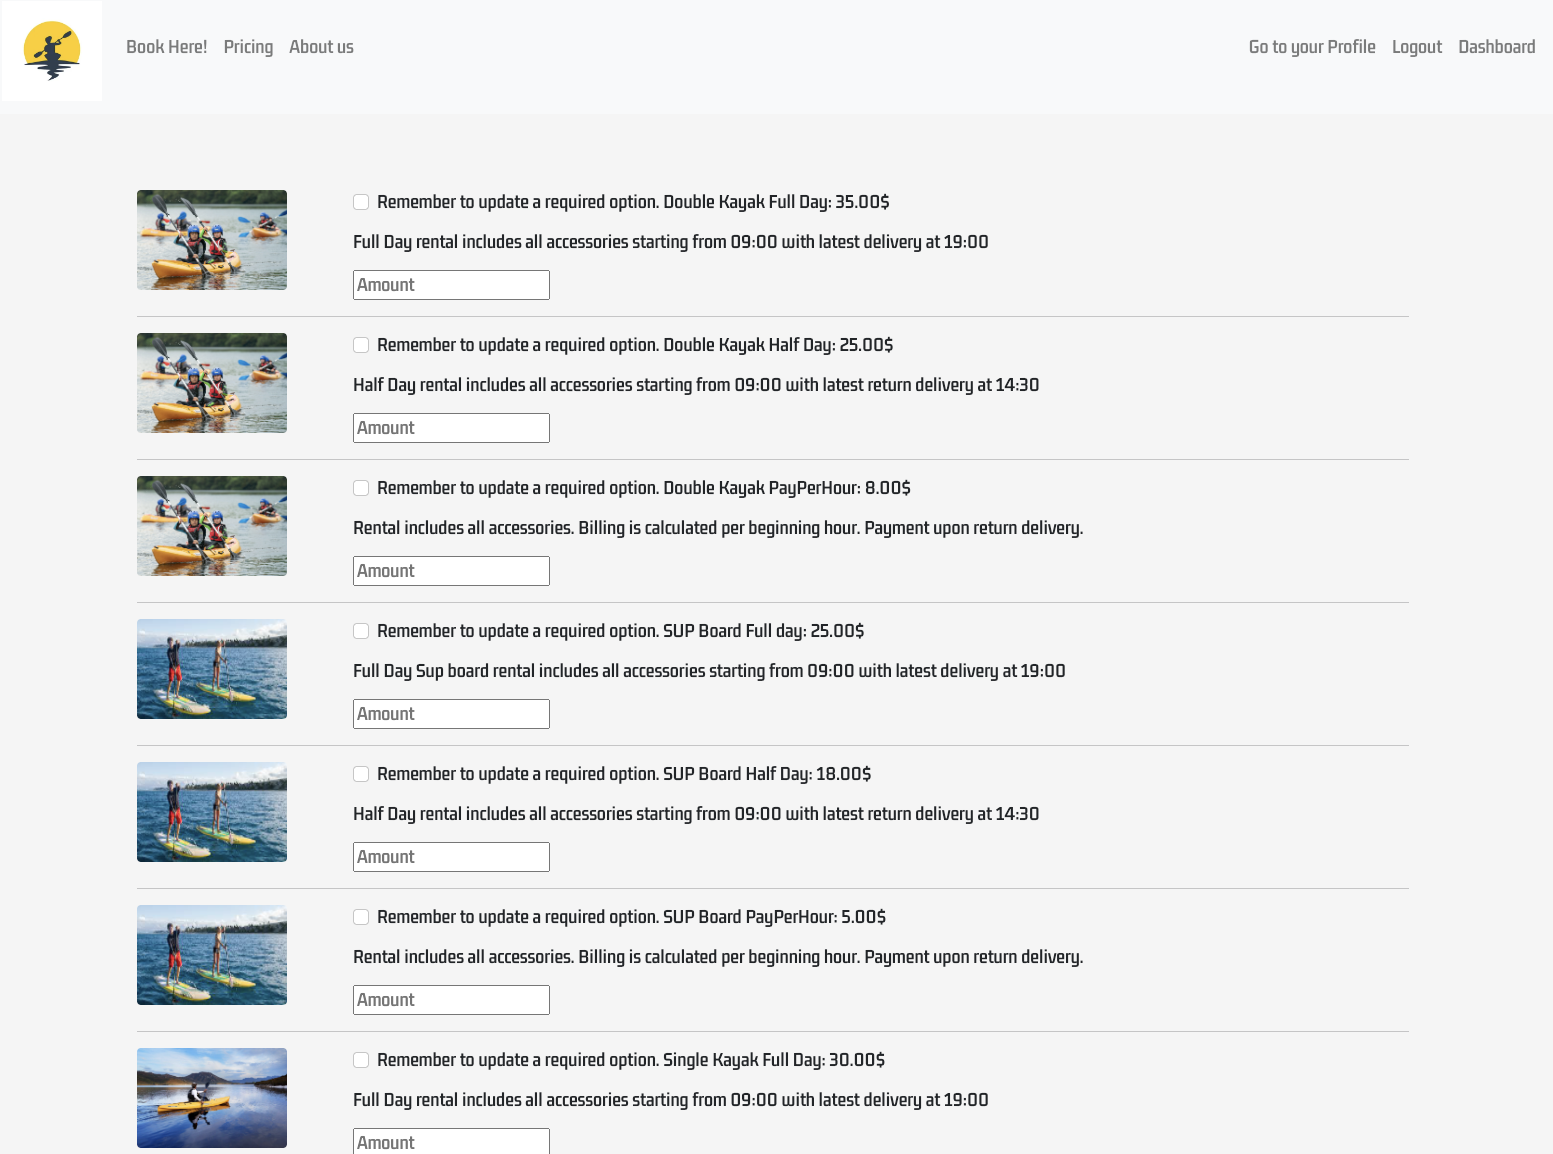 Book Here! Pricing About us Go to your Profile Logout Dashboard
Remember to update a required option. Double Kayak Full Day: 35.00$
Full Day rental includes all accessories starting from 09:00 with latest delivery at 19:00
Amount
Remember to update a required option. Double Kayak Half Day: 25.00$
Half Day rental includes all accessories starting from 09:00 with latest return delivery at 14:30
Amount
Remember to update a required option. Double Kayak PayPerHour: 8.00$
Rental includes all accessories. Billing is calculated per beginning hour. Payment upon return delivery.
Amount
Remember to update a required option. SUP Board Full day: 25.00$
Full Day Sup board rental includes all accessories starting from 09:00 with latest delivery at 19:00
Amount
Remember to update a required option. SUP Board Half Day: 18.00$
Half Day rental includes all accessories starting from 09:00 with latest return delivery at 14:30
Amount
Remember to update a required option. SUP Board PayPerHour: 5.00$
Rental includes all accessories. Billing is calculated per beginning hour. Payment upon return delivery.
Amount
Remember to update a required option. Single Kayak Full Day: 30.00$
Full Day rental includes all accessories starting from 09:00 with latest delivery at 19:00
Amount